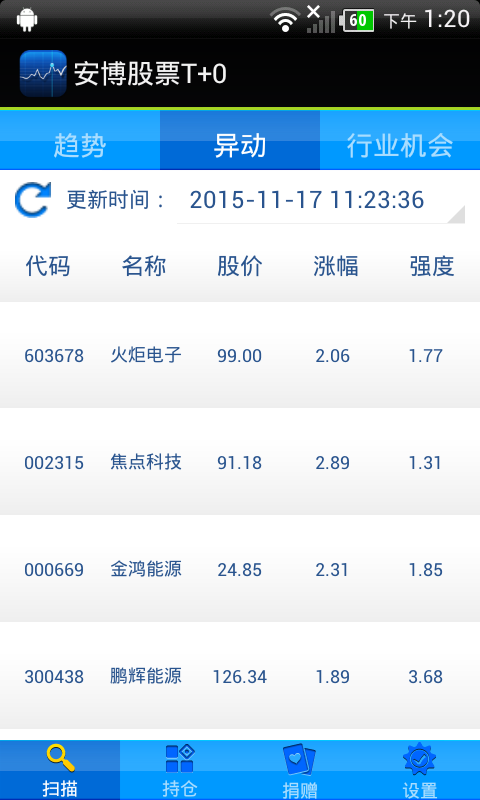 60 下午 1:20
安博股票T+0
趋势 异动 行业机会
更新时间： 2015-11-17 11:23:36
代码 名称 股价 涨幅 强度
603678 火炬电子 99.00 2.06 1.77
002315 焦点科技 91.18 2.89 1.31
000669 金鸿能源 24.85 2.31 1.85
300438 鹏辉能源 126.34 1.89 3.68
扫描 持仓 捐赠 设置